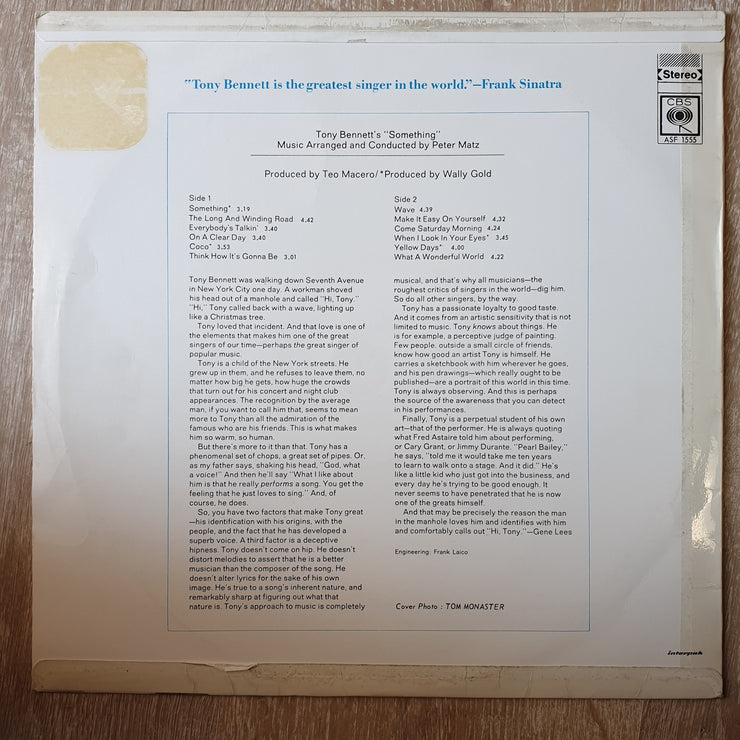 "Tony Bennett is the greatest singer in the world."—Frank Sinatra
Stereo
CBS
ASF 1555
Tony Bennett's "Something"
Music Arranged and Conducted by Peter Matz
Produced by Teo Macero/*Produced by Wally Gold
Side 1
Something* 3.19
The Long And Winding Road 4.42
Everybody's Talkin' 3.40
On A Clear Day 3.40
Coco* 3.53
Think How It's Gonna Be 3.01
Side 2
Wave 4.39
Make It Easy On Yourself 4.32
Come Saturday Morning 4.24
When I Look In Your Eyes* 3.45
Yellow Days* 4.00
What A Wonderful World 4.22
Tony Bennett was walking down Seventh Avenue
in New York City one day. A workman shoved
his head out of a manhole and called "Hi, Tony."
"Hi," Tony called back with a wave, lighting up
like a Christmas tree.
Tony loved that incident. And that love is one of
the elements that makes him one of the great
singers of our time—perhaps the great singer of
popular music.
Tony is a child of the New York streets. He
grew up in them, and he refuses to leave them, no
matter how big he gets, how huge the crowds
that turn out for his concert and night club
appearances. The recognition by the average
man, if you want to call him that, seems to mean
more to Tony than all the admiration of the
famous who are his friends. This is what makes
him so warm, so human.
But there's more to it than that. Tony has a
phenomenal set of chops, a great set of pipes. Or,
as my father says, shaking his head, "God, what
a voice!" And then he'll say "What I like about
him is that he really performs a song. You get the
feeling that he just loves to sing." And, of
course, he does.
So, you have two factors that make Tony great
—his identification with his origins, with the
people, and the fact that he has developed a
superb voice. A third factor is a deceptive
hipness. Tony doesn't come on hip. He doesn't
distort melodies to assert that he is a better
musician than the composer of the song. He
doesn't alter lyrics for the sake of his own
image. He's true to a song's inherent nature, and
remarkably sharp at figuring out what that
nature is. Tony's approach to music is completely
musical, and that's why all musicians—the
roughest critics of singers in the world—dig him.
So do all other singers, by the way.
Tony has a passionate loyalty to good taste.
And it comes from an artistic sensitivity that is not
limited to music. Tony knows about things. He
is for example, a perceptive judge of painting.
Few people, outside a small circle of friends,
know how good an artist Tony is himself. He
carries a sketchbook with him wherever he goes,
and his pen drawings—which really ought to be
published—are a portrait of this world in this time.
Tony is always observing. And this is perhaps
the source of the awareness that you can detect
in his performances.
Finally, Tony is a perpetual student of his own
art—that of the performer. He is always quoting
what Fred Astaire told him about performing,
or Cary Grant, or Jimmy Durante. "Pearl Bailey,"
he says, "told me it would take me ten years
to learn to walk onto a stage. And it did." He's
like a little kid who just got into the business, and
every day he's trying to be good enough. It
never seems to have penetrated that he is now
one of the greats himself.
And that may be precisely the reason the man
in the manhole loves him and identifies with him
and comfortably calls out "Hi, Tony."—Gene Lees
Engineering: Frank Laico
Cover Photo : TOM MONASTER
interpak